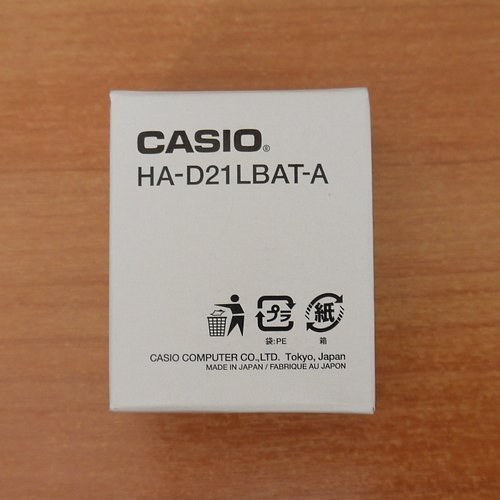 CASIO®
HA-D21LBAT-A
プラ
紙
袋:PE
箱
CASIO COMPUTER CO.,LTD. Tokyo, Japan
MADE IN JAPAN / FABRIQUÉ AU JAPON